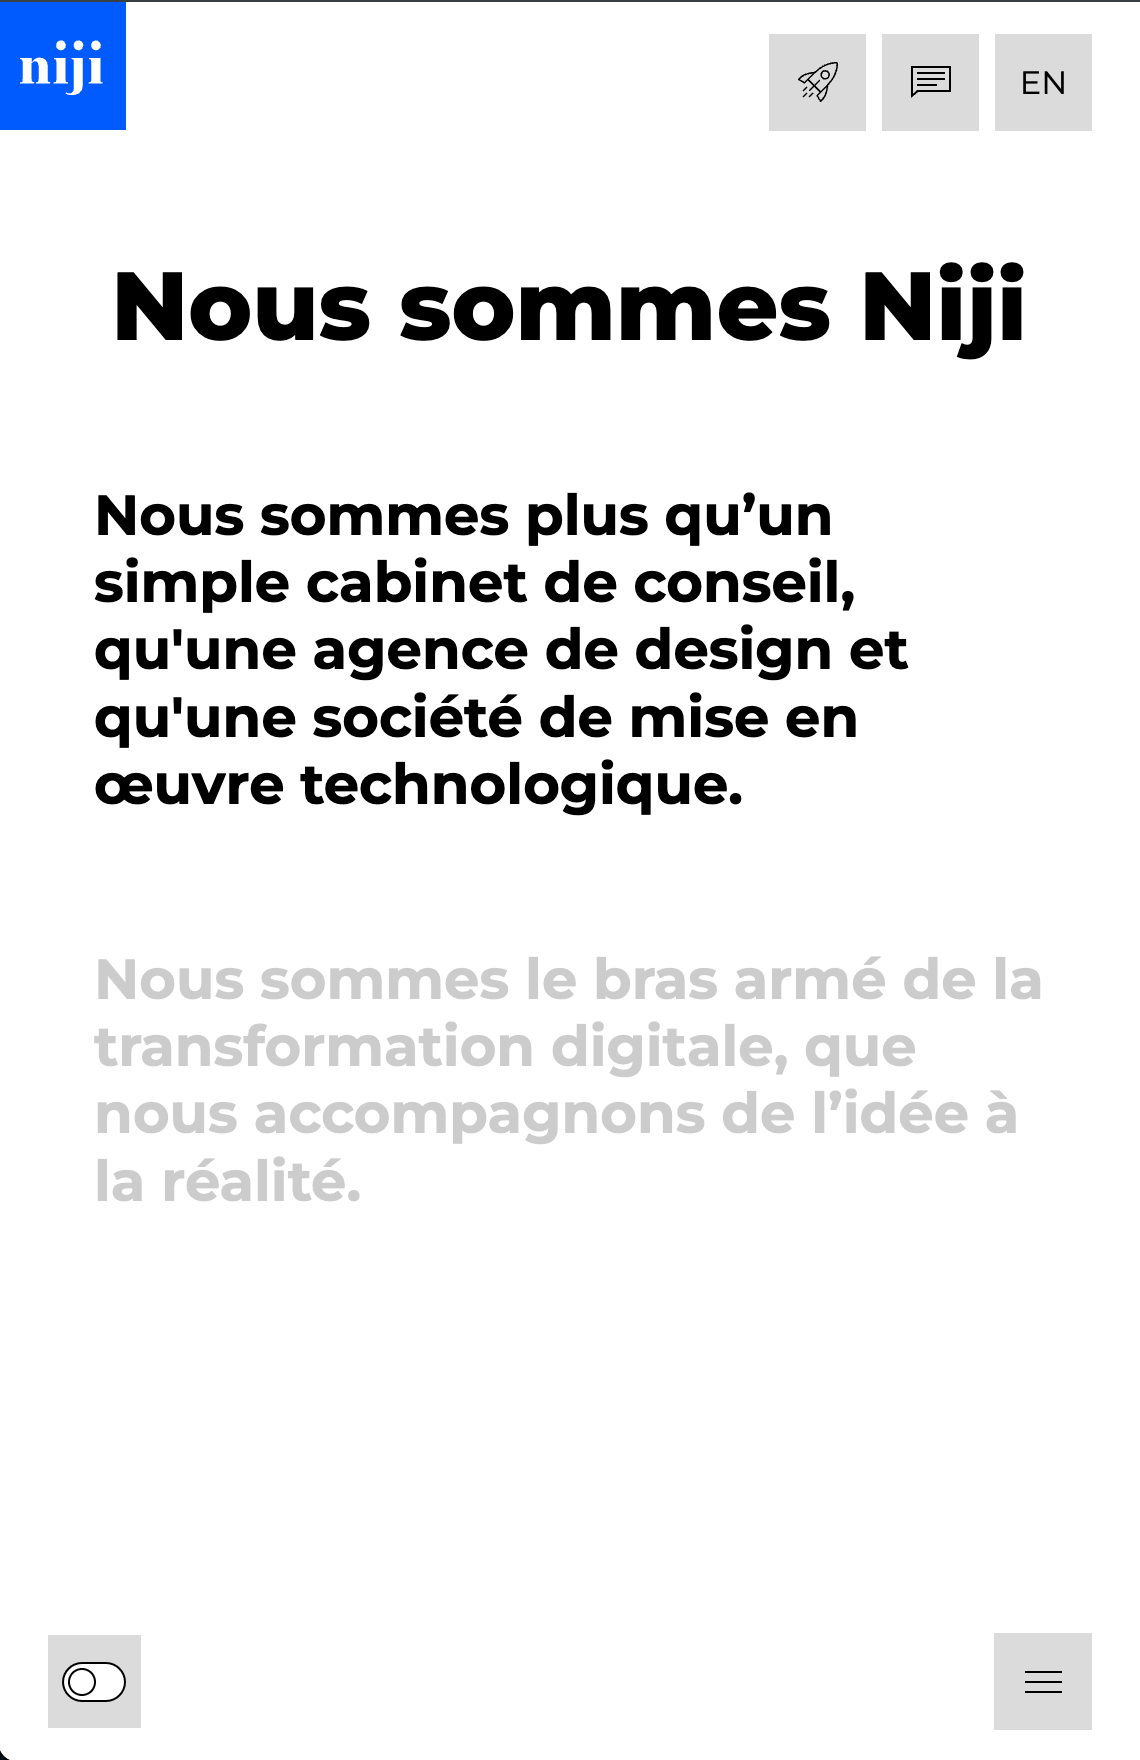 niji
EN
Nous sommes Niji
Nous sommes plus qu’un
simple cabinet de conseil,
qu'une agence de design et
qu'une société de mise en
œuvre technologique.
Nous sommes le bras armé de la
transformation digitale, que
nous accompagnons de l’idée à
la réalité.